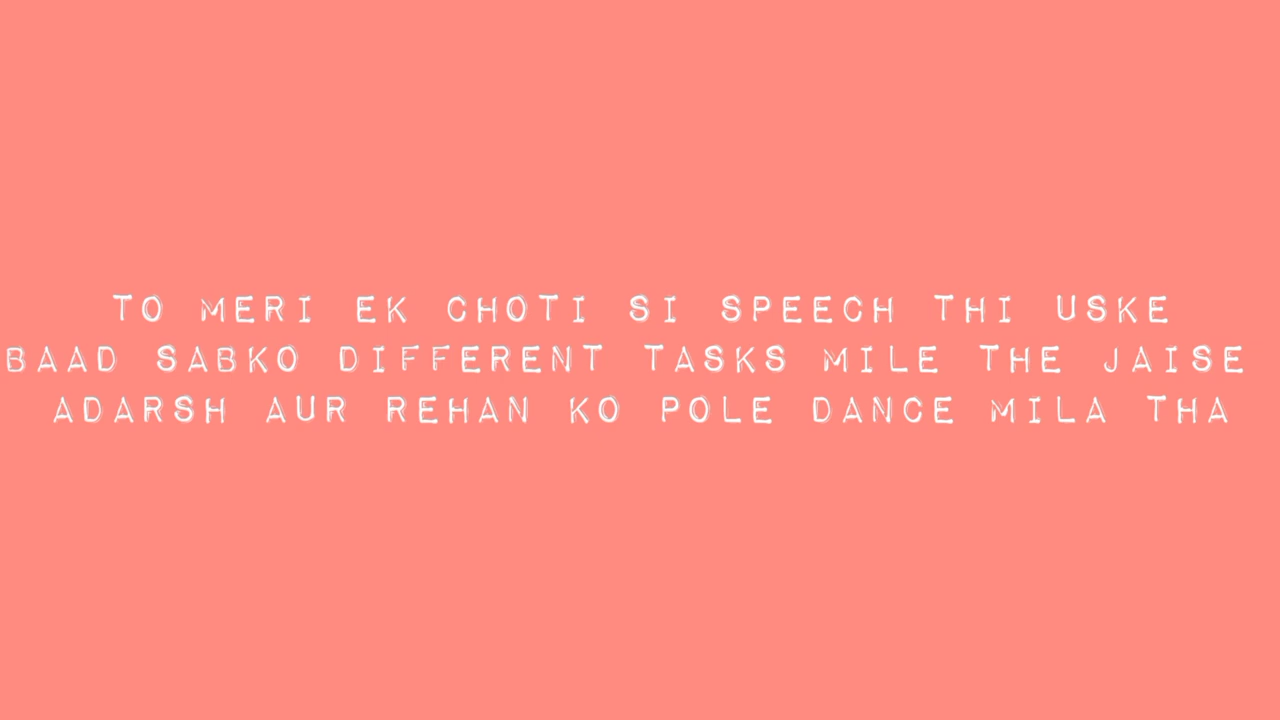 TO MERI EK CHOTI SI SPEECH THI USKE
BAAD SABKO DIFFERENT TASKS MILE THE JAISE
ADARSH AUR REHAN KO POLE DANCE MILA THA